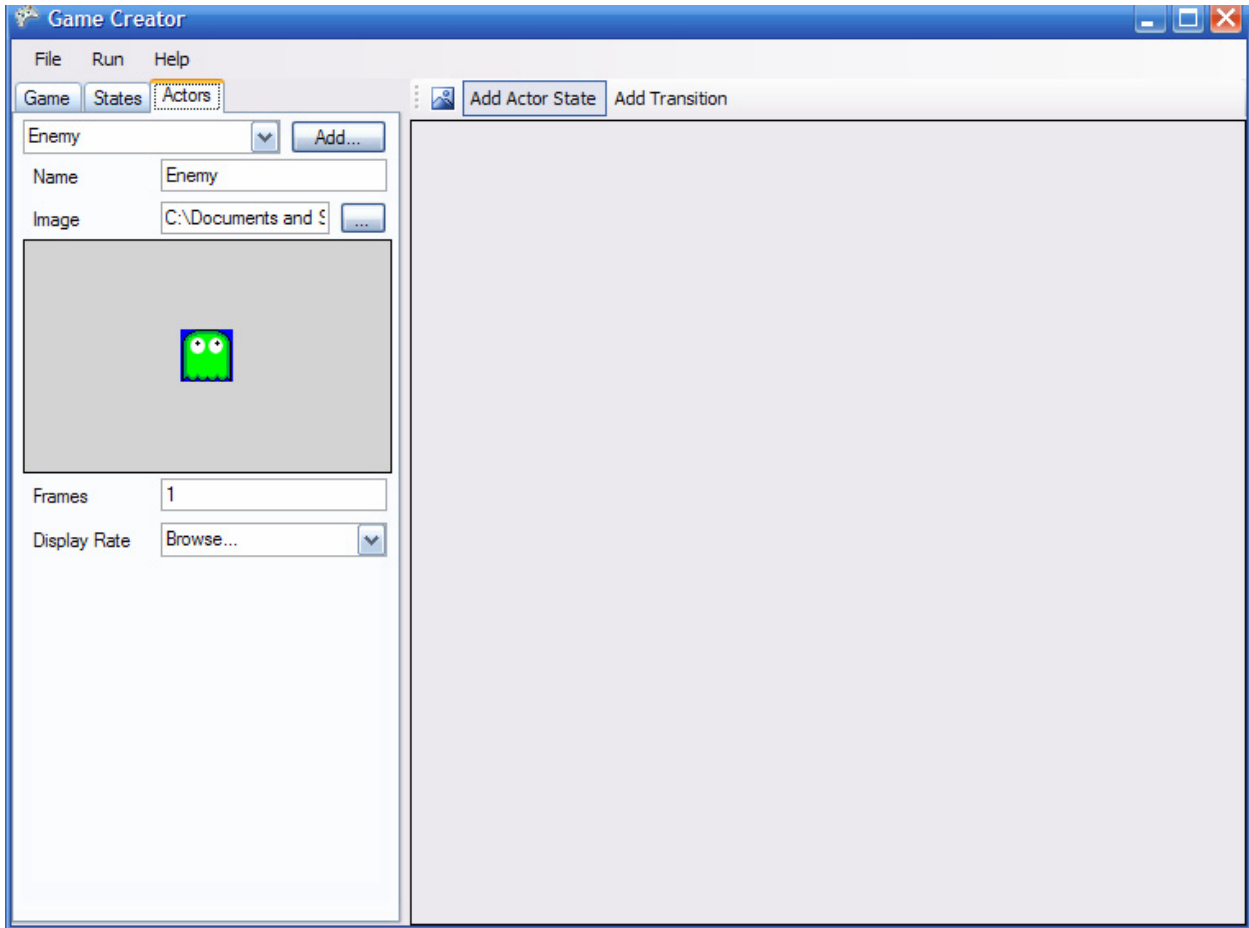 Game Creator
File Run Help
Game States Actors
Add Actor State Add Transition
Enemy Add...
Name Enemy
Image C:\Documents and S ...
Frames 1
Display Rate Browse...